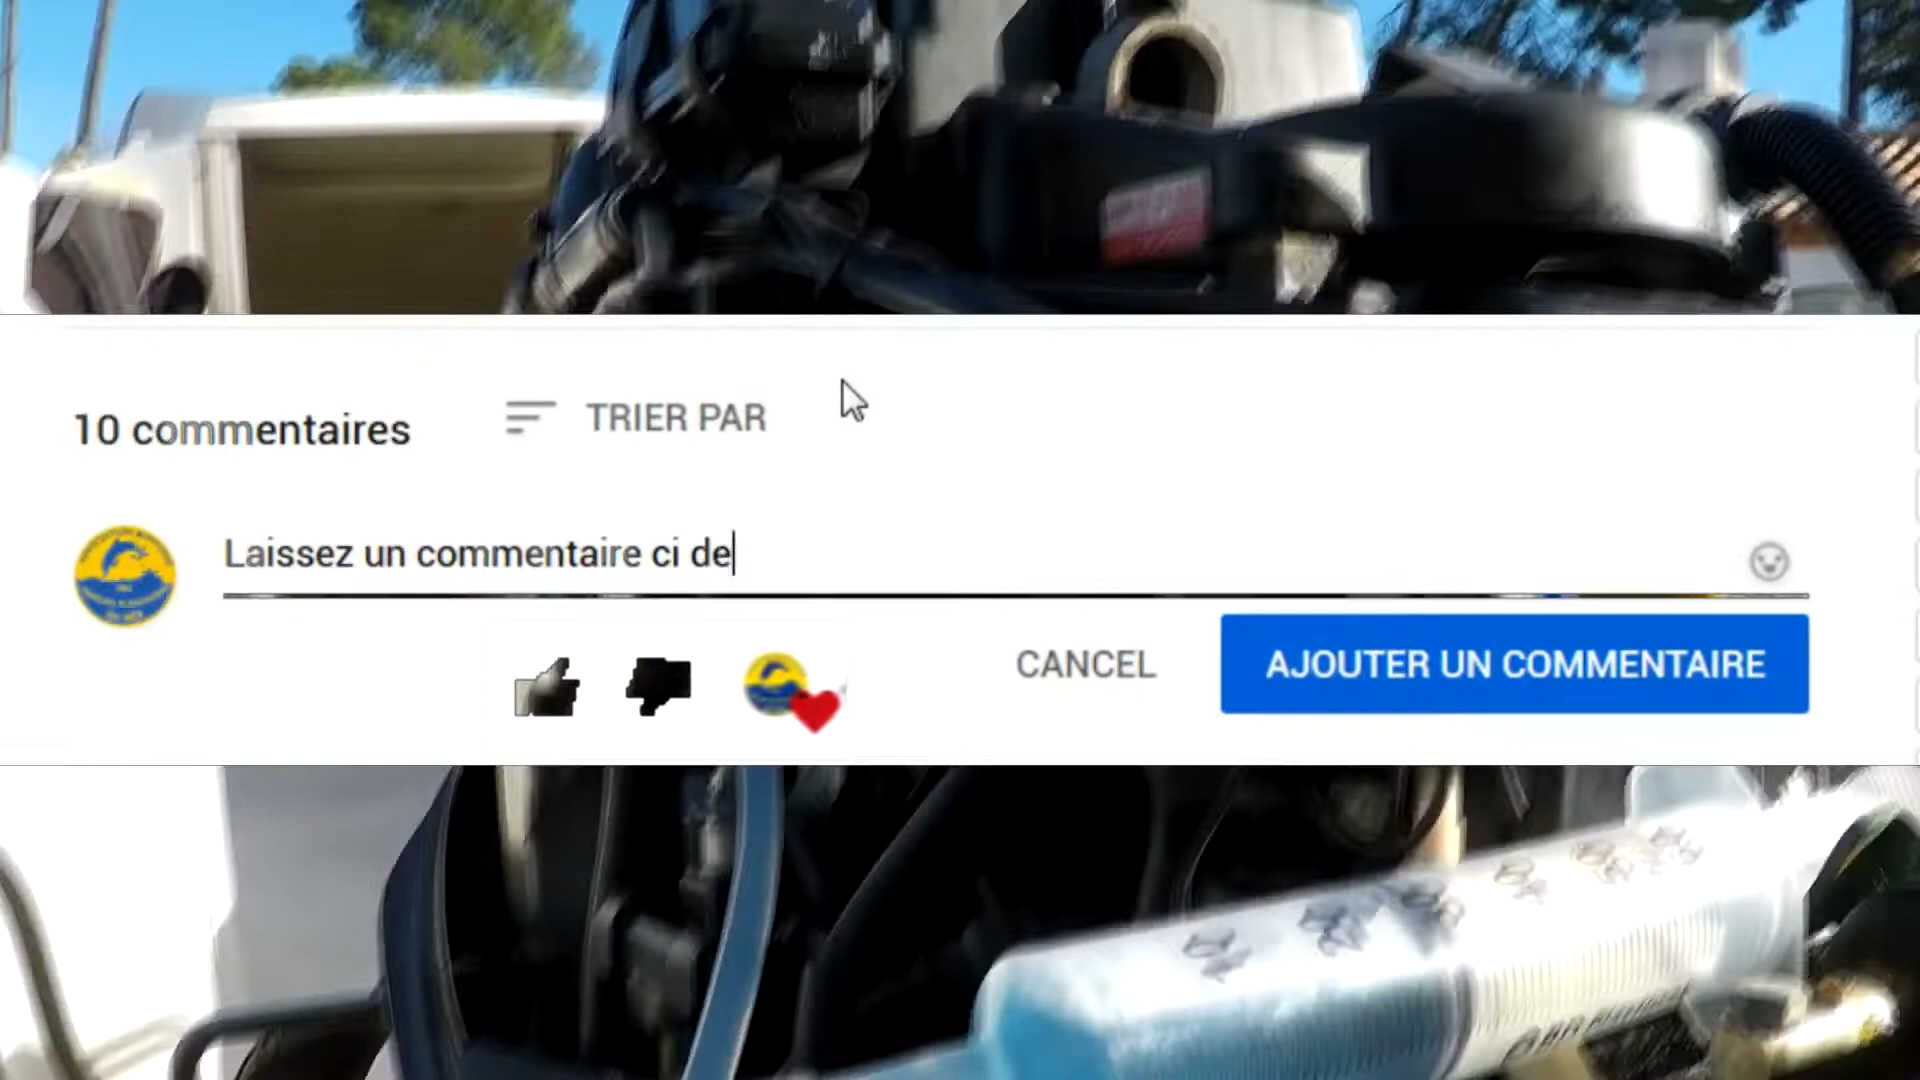 10 commentaires
TRIER PAR
Laissez un commentaire ci de
CANCEL
AJOUTER UN COMMENTAIRE